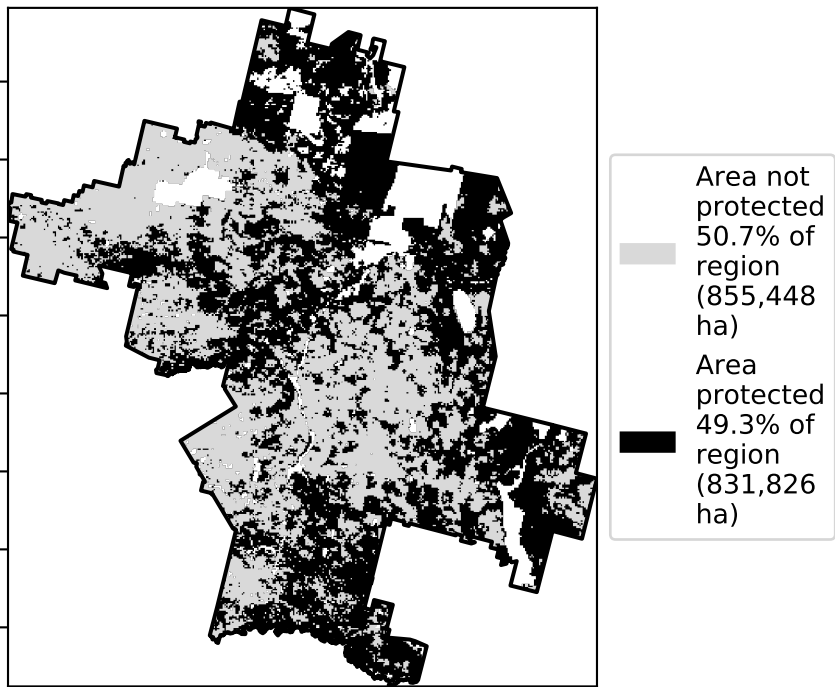 Area not
protected
50.7% of
region
(855,448
ha)
Area
protected
49.3% of
region
(831,826
ha)